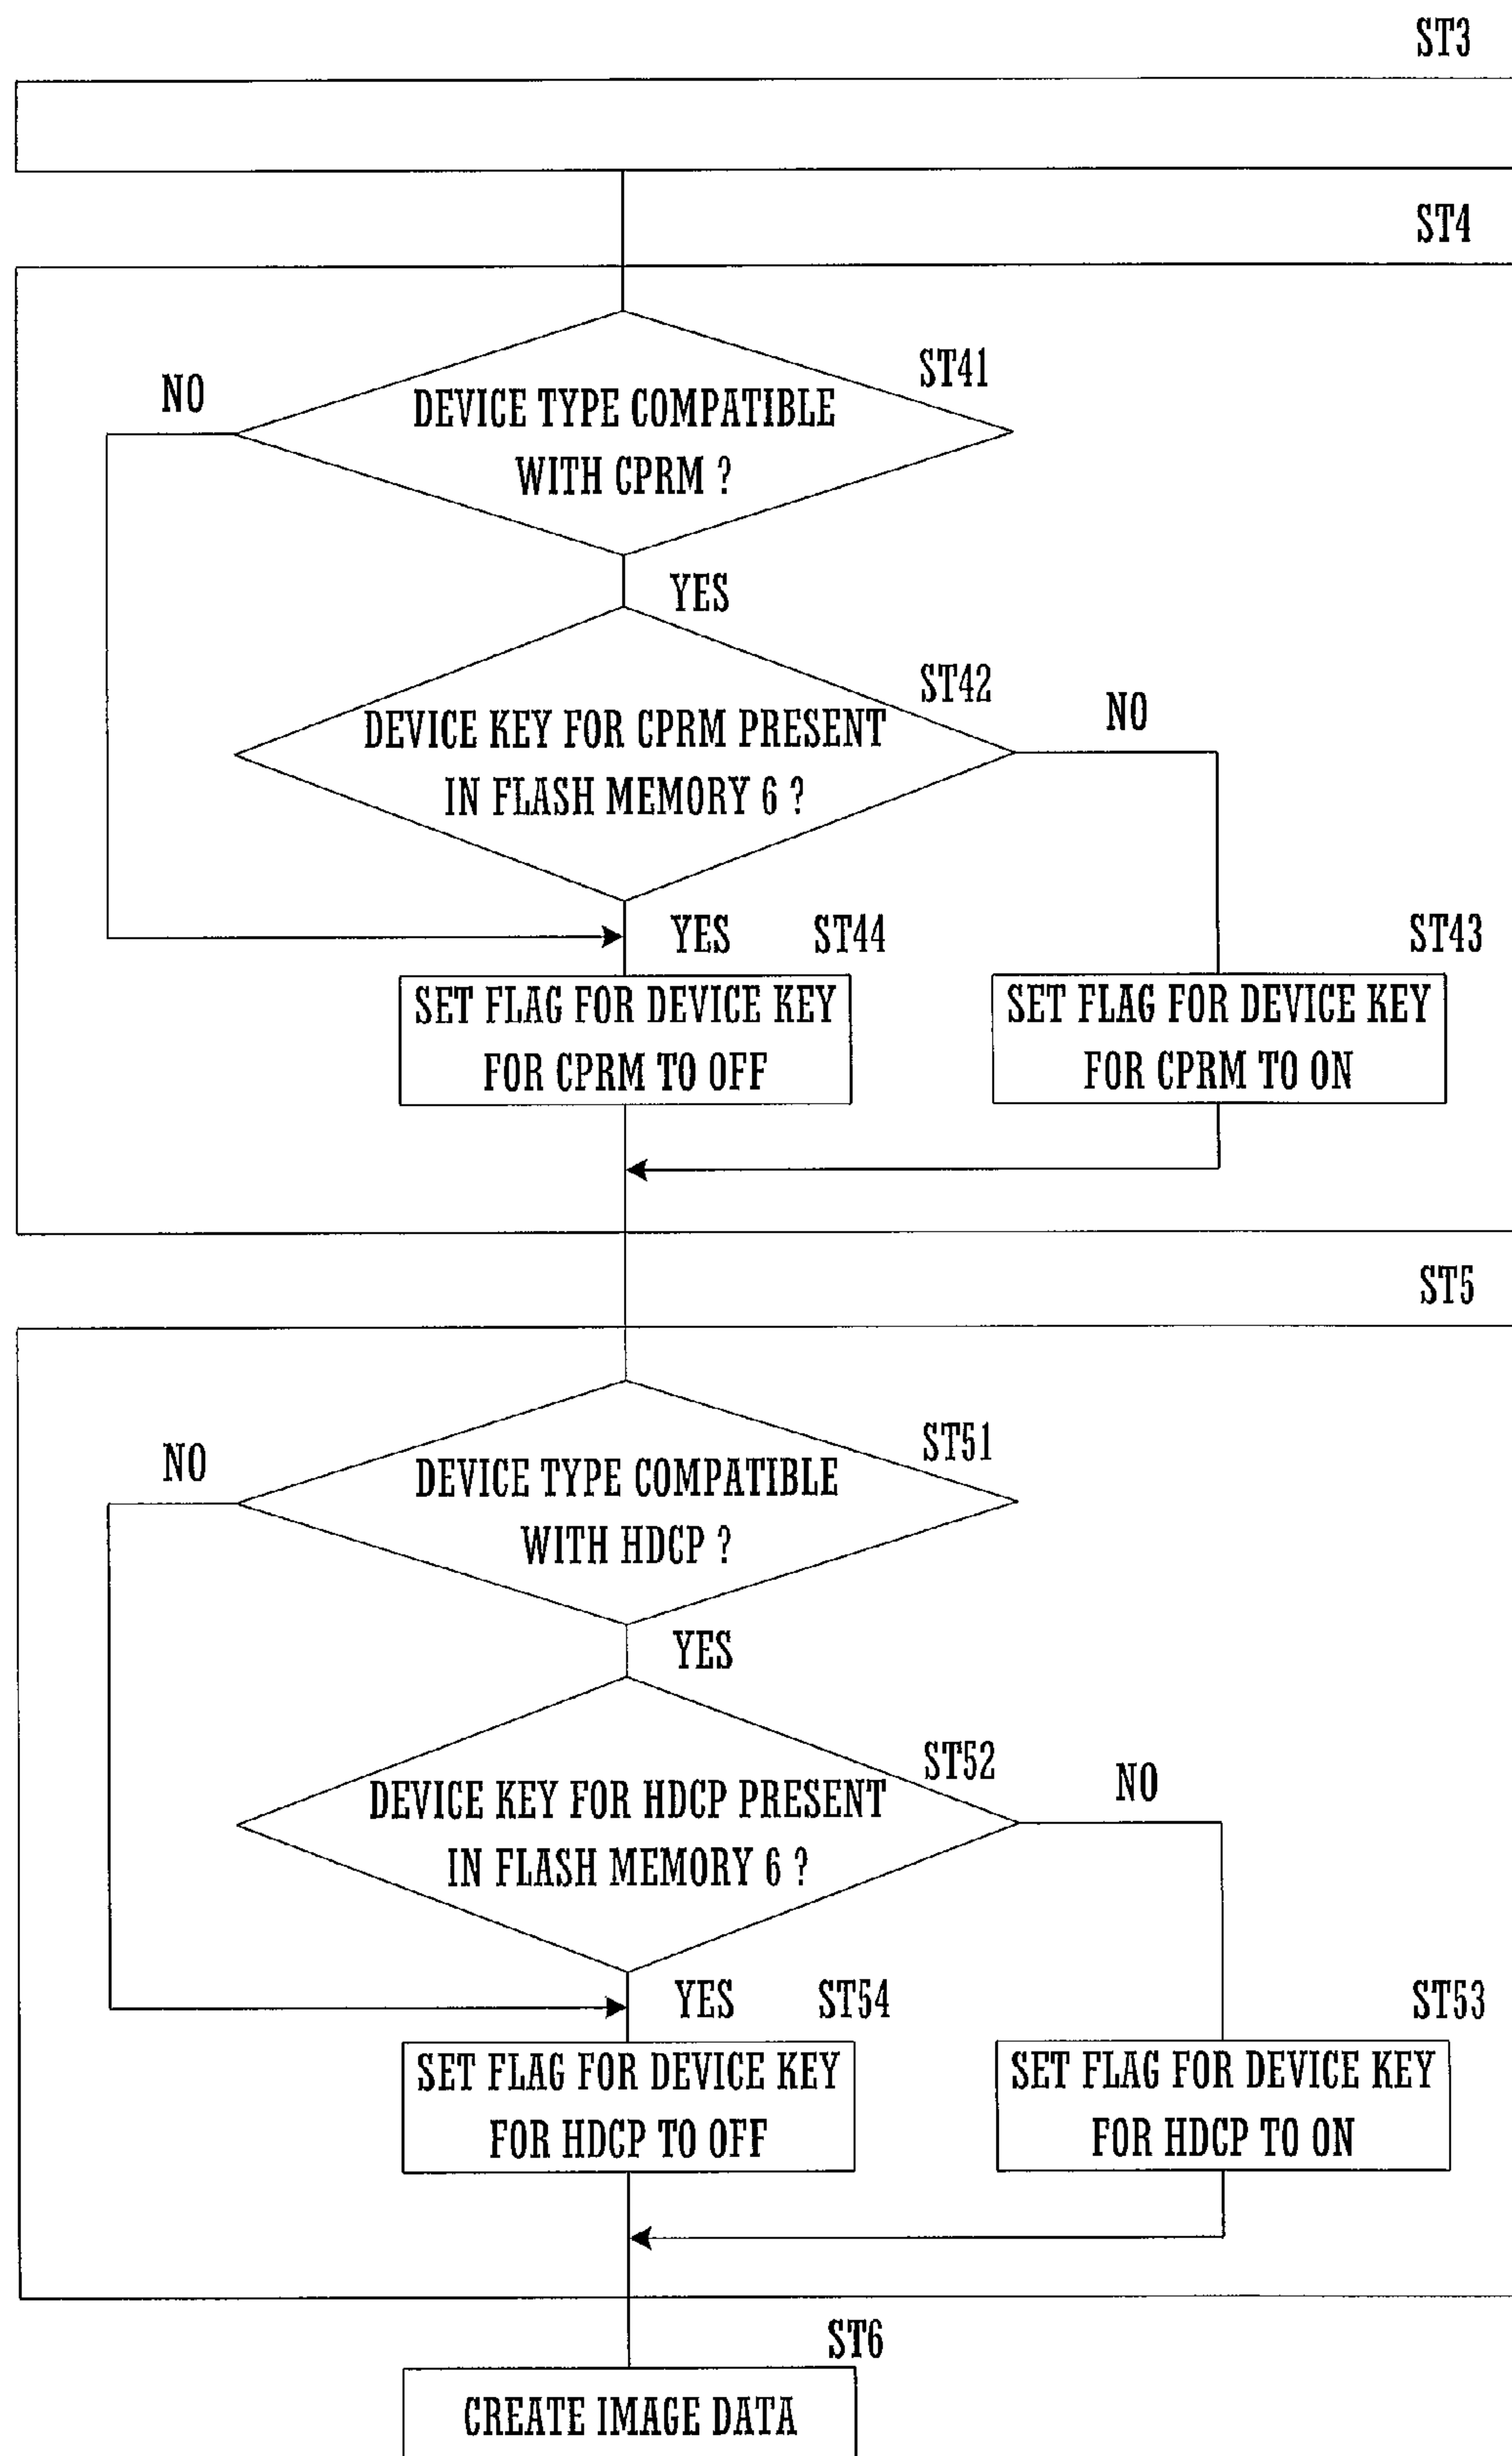 ST3
ST4
ST41
NO
DEVICE TYPE COMPATIBLE
WITH CPRM ?
YES
ST42
NO
DEVICE KEY FOR CPRM PRESENT
IN FLASH MEMORY 6 ?
YES
ST44
ST43
SET FLAG FOR DEVICE KEY
FOR CPRM TO OFF
SET FLAG FOR DEVICE KEY
FOR CPRM TO ON
ST5
ST51
NO
DEVICE TYPE COMPATIBLE
WITH HDCP ?
YES
ST52
NO
DEVICE KEY FOR HDCP PRESENT
IN FLASH MEMORY 6 ?
YES
ST54
ST53
SET FLAG FOR DEVICE KEY
FOR HDCP TO OFF
SET FLAG FOR DEVICE KEY
FOR HDCP TO ON
ST6
CREATE IMAGE DATA